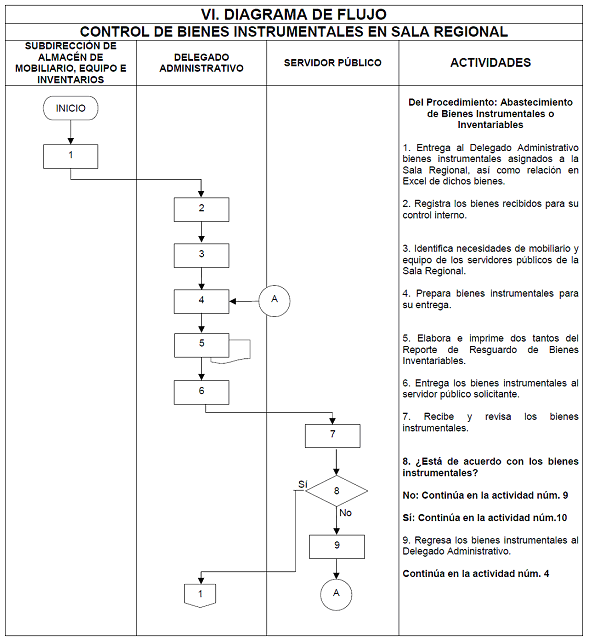 VI. DIAGRAMA DE FLUJO
CONTROL DE BIENES INSTRUMENTALES EN SALA REGIONAL
SUBDIRECCIÓN DE
ALMACÉN DE
MOBILIARIO, EQUIPO E
INVENTARIOS
DELEGADO
ADMINISTRATIVO
SERVIDOR PÚBLICO
ACTIVIDADES
INICIO
1
2
3
4
A
5
6
7
8
Sí
No
9
1
A
Del Procedimiento: Abastecimiento
de Bienes Instrumentales o
Inventariables
1. Entrega al Delegado Administrativo
bienes instrumentales asignados a la
Sala Regional, así como relación en
Excel de dichos bienes.
2. Registra los bienes recibidos para su
control interno.
3. Identifica necesidades de mobiliario y
equipo de los servidores públicos de la
Sala Regional.
4. Prepara bienes instrumentales para
su entrega.
5. Elabora e imprime dos tantos del
Reporte de Resguardo de Bienes
Inventariables.
6. Entrega los bienes instrumentales al
servidor público solicitante.
7. Recibe y revisa los bienes
instrumentales.
8. ¿Está de acuerdo con los bienes
instrumentales?
No: Continúa en la actividad núm. 9
Sí: Continúa en la actividad núm.10
9. Regresa los bienes instrumentales al
Delegado Administrativo.
Continúa en la actividad núm. 4